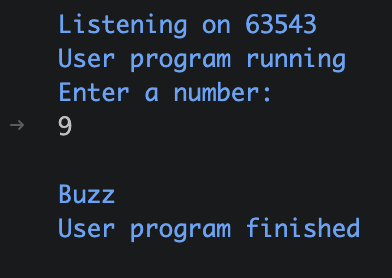 Listening on 63543
User program running
Enter a number:
→ 9
Buzz
User program finished